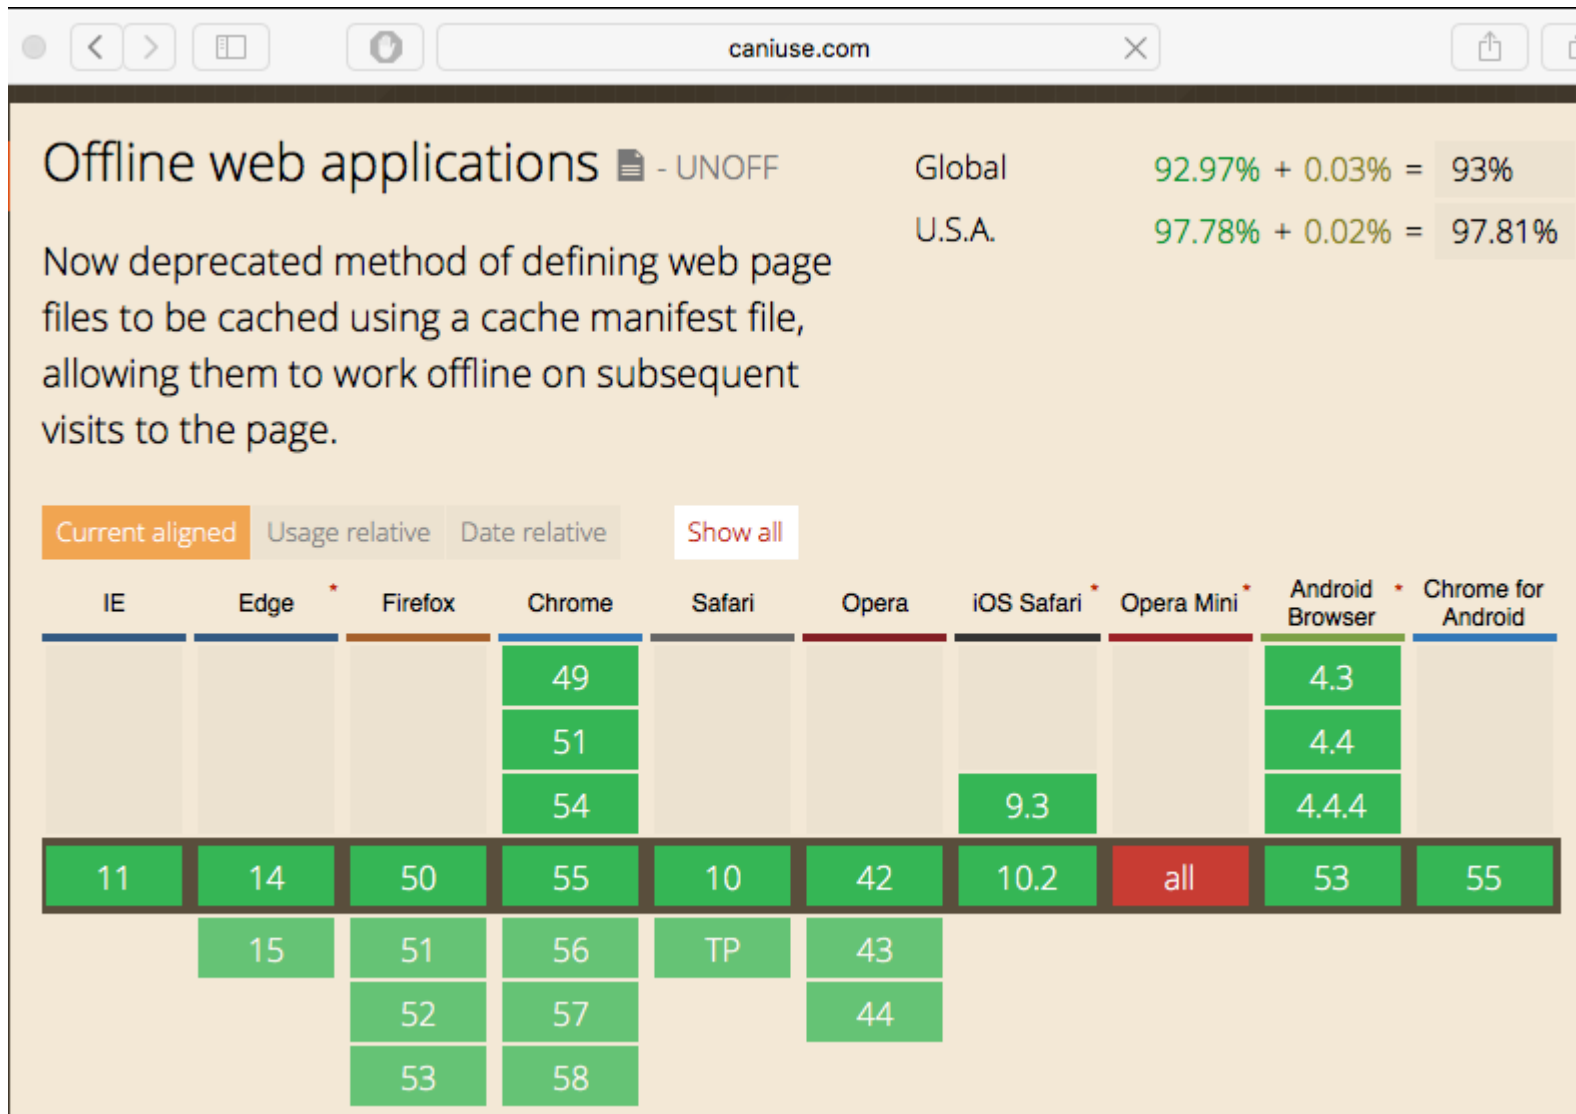 caniuse.com
Offline web applications - UNOFF
Global 92.97% + 0.03% = 93%
U.S.A. 97.78% + 0.02% = 97.81%
Now deprecated method of defining web page
files to be cached using a cache manifest file,
allowing them to work offline on subsequent
visits to the page.
Current aligned Usage relative Date relative Show all
IE Edge * Firefox Chrome Safari Opera iOS Safari * Opera Mini * Android Browser * Chrome for Android
49 4.3
51 4.4
54 9.3 4.4.4
11 14 50 55 10 42 10.2 all 53 55
15 51 56 TP 43
52 57 44
53 58